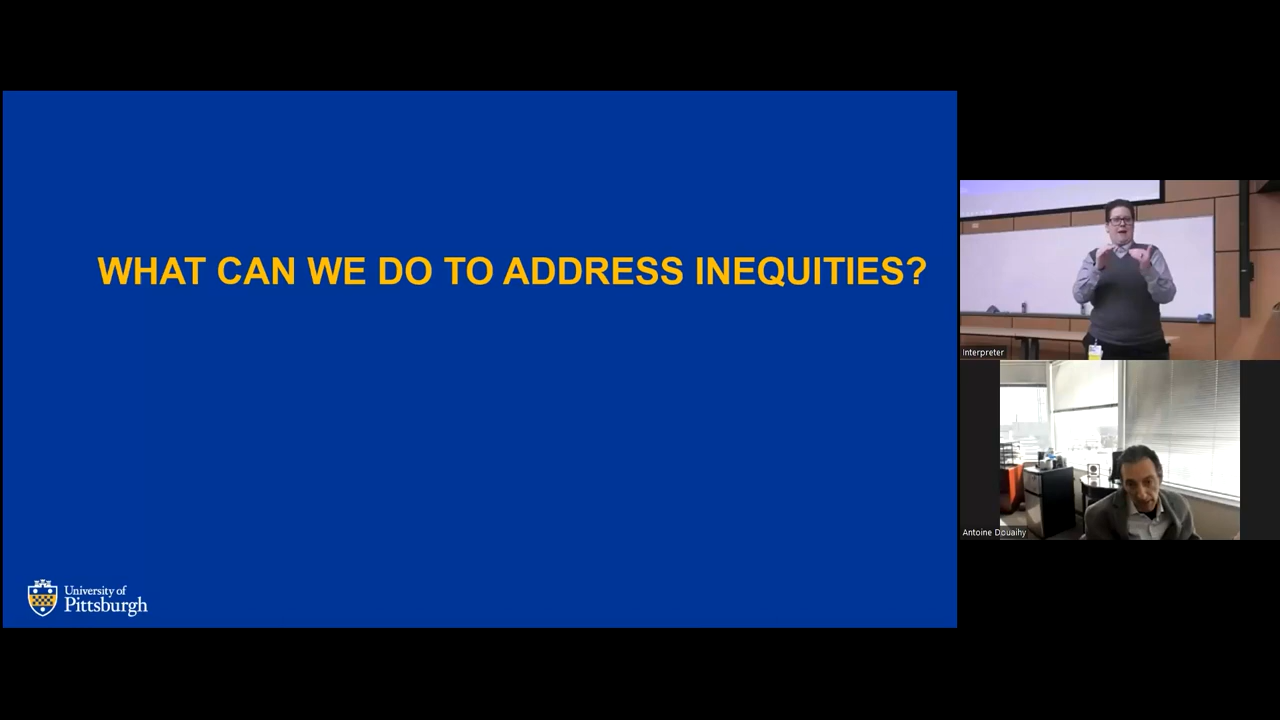 WHAT CAN WE DO TO ADDRESS INEQUITIES?
University of
Pittsburgh
Interpreter
Antoine Douaihy